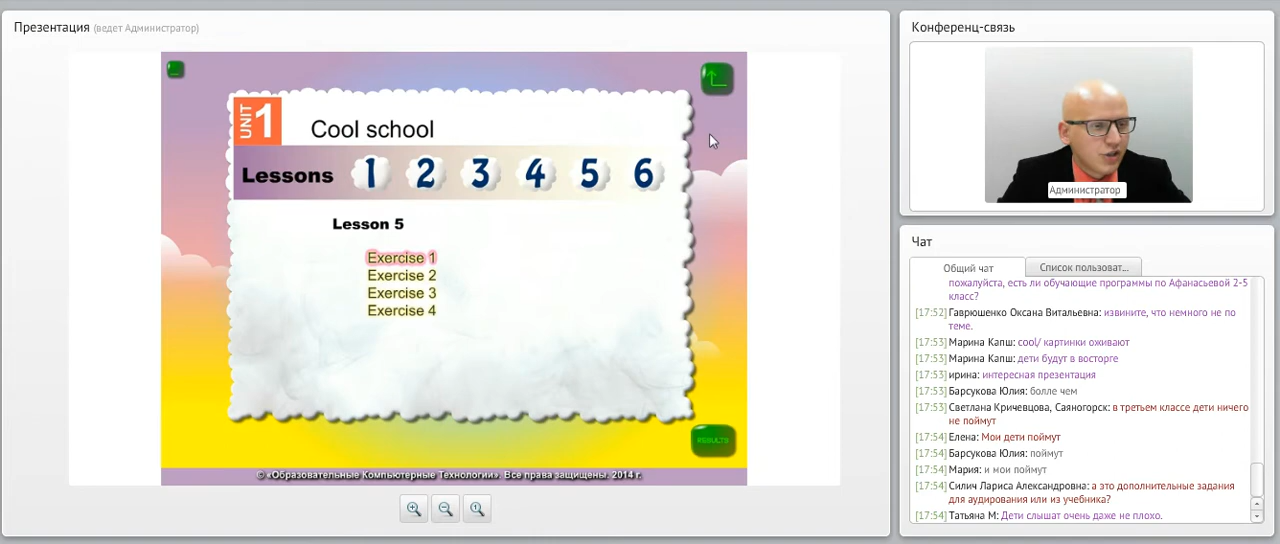 Презентация (ведет Администратор)
UNIT 1
Cool school
Lessons 1 2 3 4 5 6
Lesson 5
Exercise 1
Exercise 2
Exercise 3
Exercise 4
RESULTS
© «Образовательные Компьютерные Технологии». Все права защищены. 2014 г.
Конференц-связь
Администратор
Чат
Общий чат
Список пользоват...
пожалуйста, есть ли обучающие программы по Афанасьевой 2-5
класс?
[17:52] Гаврюшенко Оксана Витальевна: извините, что немного не по
теме.
[17:53] Марина Капш: cool/ картинки оживают
[17:53] Марина Капш: дети будут в восторге
[17:53] ирина: интересная презентация
[17:53] Барсукова Юлия: болле чем
[17:53] Светлана Кричевцова, Саяногорск: в третьем классе дети ничего
не поймут
[17:54] Елена: Мои дети поймут
[17:54] Барсукова Юлия: поймут
[17:54] Мария: и мои поймут
[17:54] Силич Лариса Александровна: а это дополнительные задания
для аудирования или из учебника?
[17:54] Татьяна М: Дети слышат очень даже не плохо.